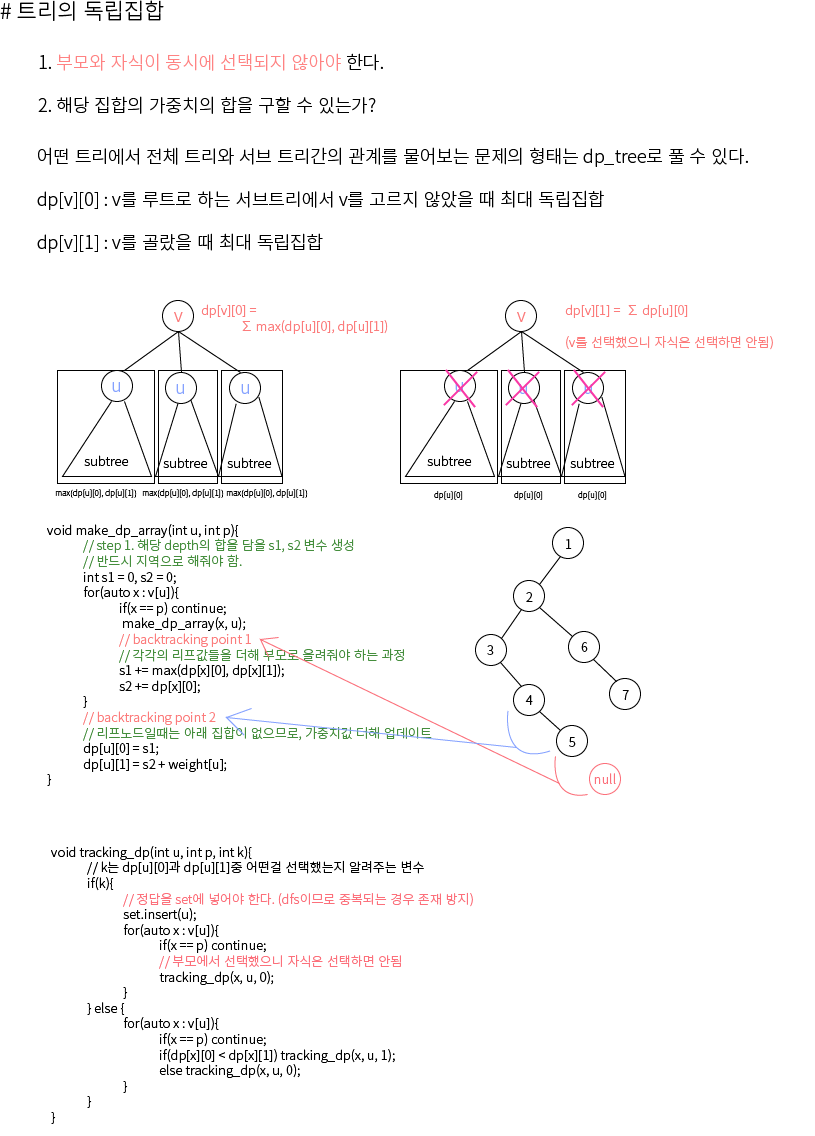 # 트리의 독립집합
1. 부모와 자식이 동시에 선택되지 않아야 한다.
2. 해당 집합의 가중치의 합을 구할 수 있는가?
어떤 트리에서 전체 트리와 서브 트리간의 관계를 물어보는 문제의 형태는 dp_tree로 풀 수 있다.
dp[v][0] : v를 루트로 하는 서브트리에서 v를 고르지 않았을 때 최대 독립집합
dp[v][1] : v를 골랐을 때 최대 독립집합
v
dp[v][0] =
Σ max(dp[u][0], dp[u][1])
u
u
u
subtree
subtree
subtree
max(dp[u][0], dp[u][1])
max(dp[u][0], dp[u][1])
max(dp[u][0], dp[u][1])
v
dp[v][1] = Σ dp[u][0]
(v를 선택했으니 자식은 선택하면 안됨)
u
u
u
subtree
subtree
subtree
dp[u][0]
dp[u][0]
dp[u][0]
void make_dp_array(int u, int p){
// step 1. 해당 depth의 합을 담을 s1, s2 변수 생성
// 반드시 지역으로 해줘야 함.
int s1 = 0, s2 = 0;
for(auto x : v[u]){
if(x == p) continue;
make_dp_array(x, u);
// backtracking point 1
// 각각의 리프값들을 더해 부모로 올려줘야 하는 과정
s1 += max(dp[x][0], dp[x][1]);
s2 += dp[x][0];
}
// backtracking point 2
// 리프노드일때는 아래 집합이 없으므로, 가중치값 더해 업데이트
dp[u][0] = s1;
dp[u][1] = s2 + weight[u];
}
1
2
3
6
4
7
5
null
void tracking_dp(int u, int p, int k){
// k는 dp[u][0]과 dp[u][1]중 어떤걸 선택했는지 알려주는 변수
if(k){
// 정답을 set에 넣어야 한다. (dfs이므로 중복되는 경우 존재 방지)
set.insert(u);
for(auto x : v[u]){
if(x == p) continue;
// 부모에서 선택했으니 자식은 선택하면 안됨
tracking_dp(x, u, 0);
}
} else {
for(auto x : v[u]){
if(x == p) continue;
if(dp[x][0] < dp[x][1]) tracking_dp(x, u, 1);
else tracking_dp(x, u, 0);
}
}
}